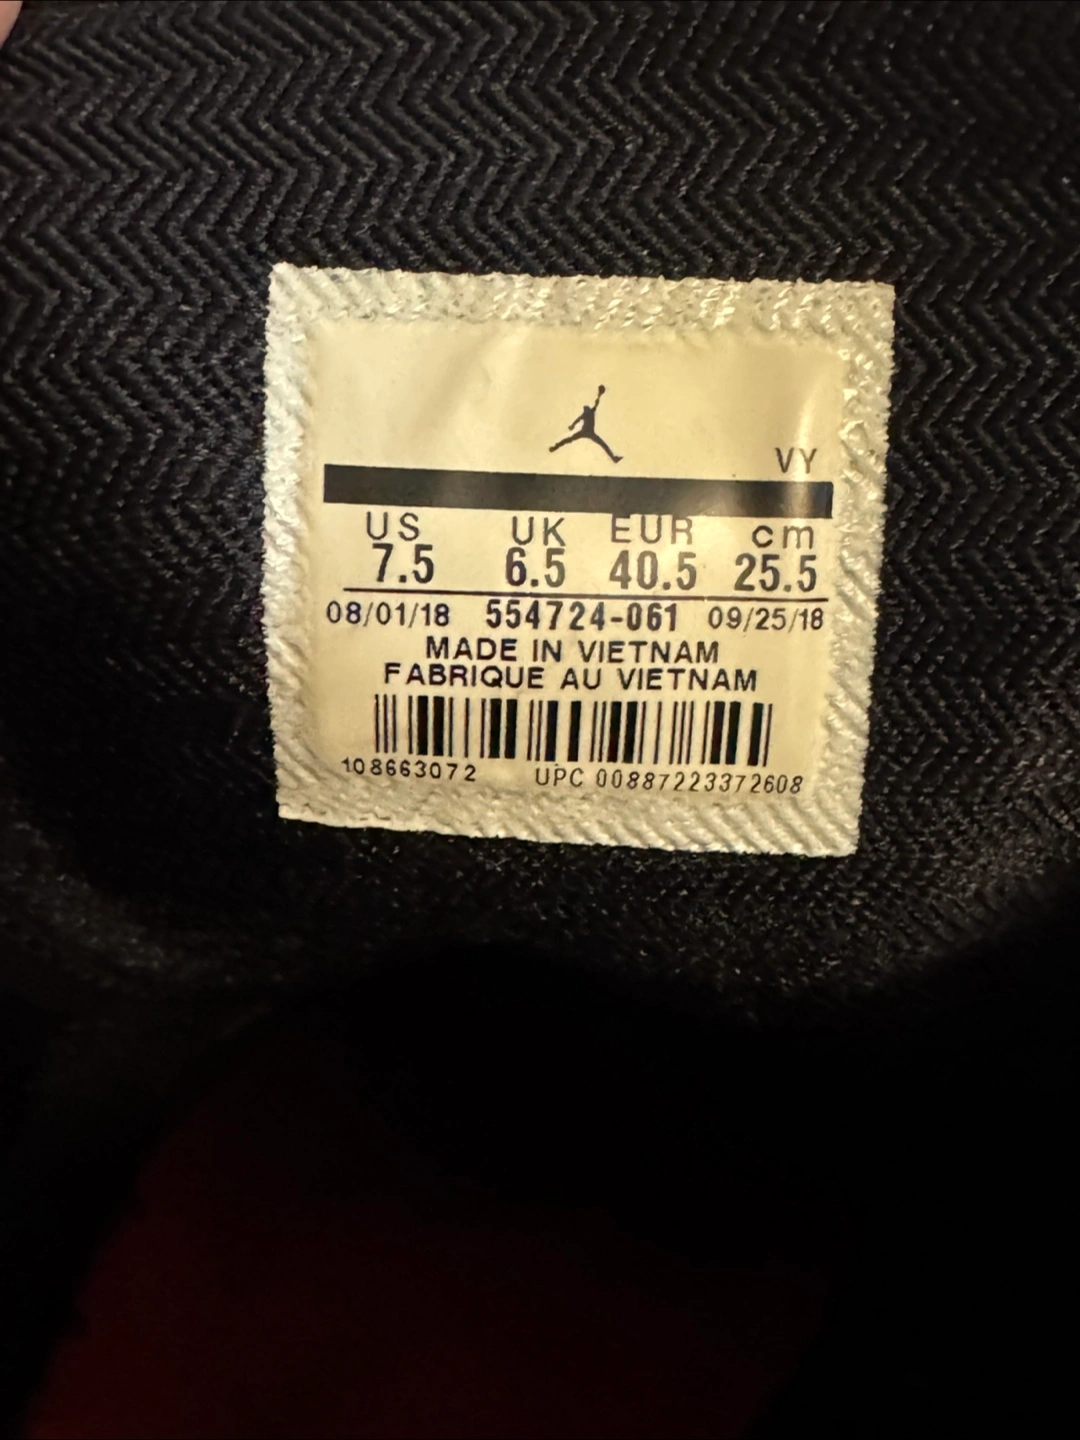 VY
US UK EUR cm
7.5 6.5 40.5 25.5
08/01/18 554724-061 09/25/18
MADE IN VIETNAM
FABRIQUE AU VIETNAM
108663072 UPC 00887223372608